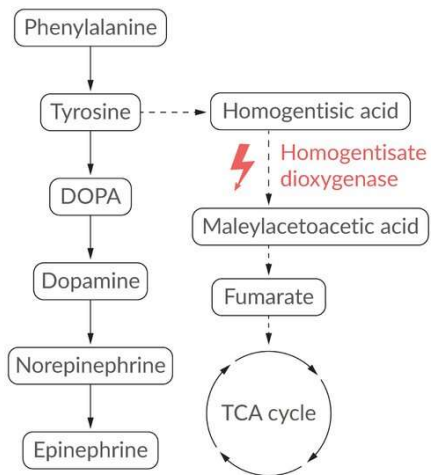 Phenylalanine
Tyrosine
Homogentisic acid
Homogentisate
dioxygenase
DOPA
Maleylacetoacetic acid
Dopamine
Fumarate
Norepinephrine
TCA cycle
Epinephrine